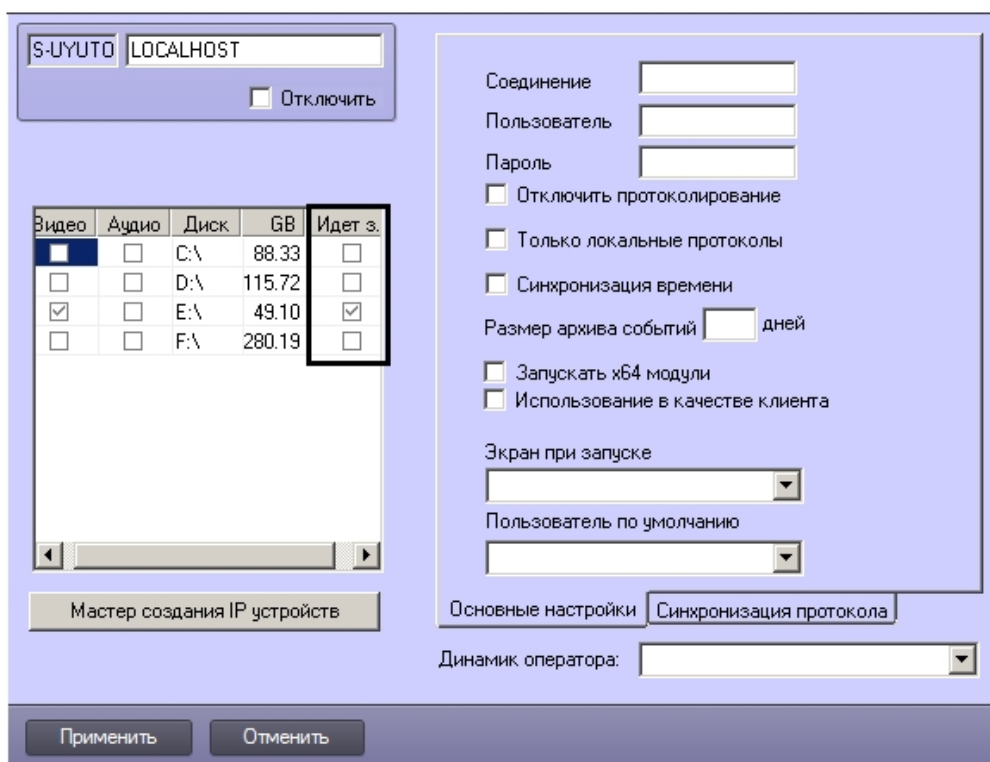 S-UYUTO LOCALHOST
Отключить
Видео Аудио Диск GB Идет з.
C:\ 88.33
D:\ 115.72
E:\ 49.10
F:\ 280.19
Мастер создания IP устройств
Соединение
Пользователь
Пароль
Отключить протоколирование
Только локальные протоколы
Синхронизация времени
Размер архива событий дней
Запускать x64 модули
Использование в качестве клиента
Экран при запуске
Пользователь по умолчанию
Основные настройки Синхронизация протокола
Динамик оператора:
Применить Отменить